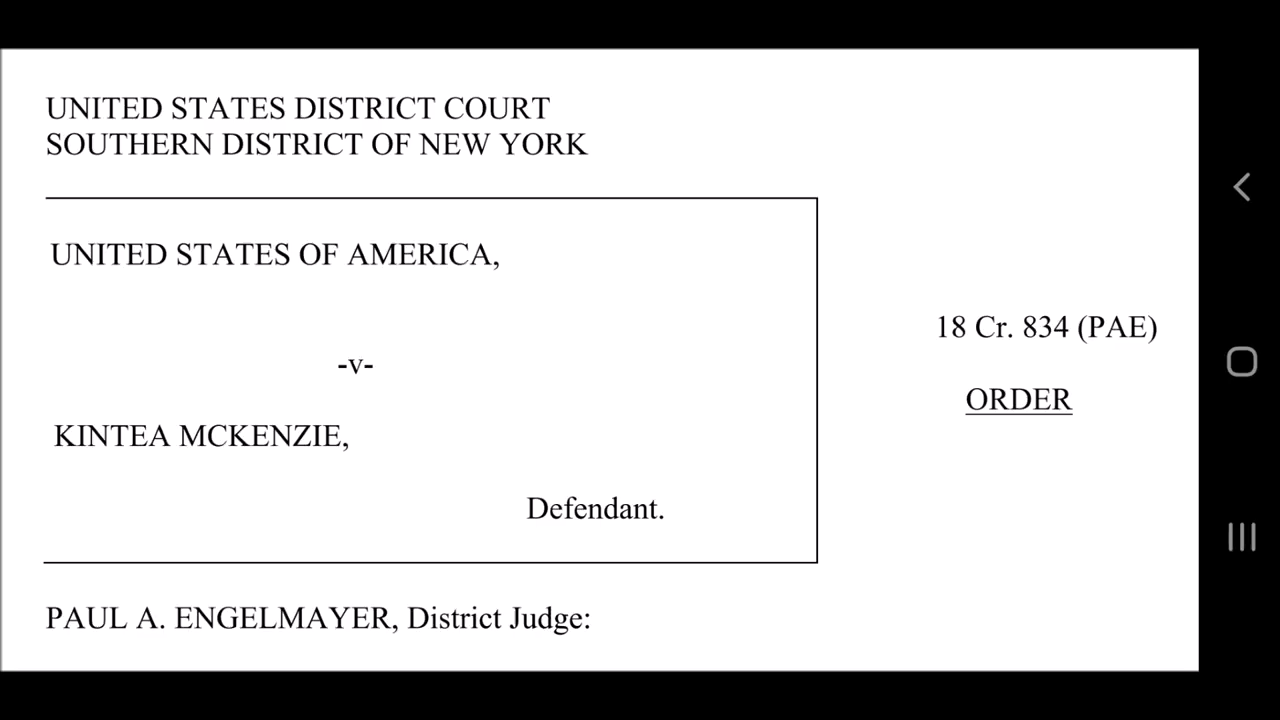 UNITED STATES DISTRICT COURT
SOUTHERN DISTRICT OF NEW YORK
UNITED STATES OF AMERICA,
-v-
KINTEA MCKENZIE,
Defendant.
18 Cr. 834 (PAE)
ORDER
PAUL A. ENGELMAYER, District Judge: